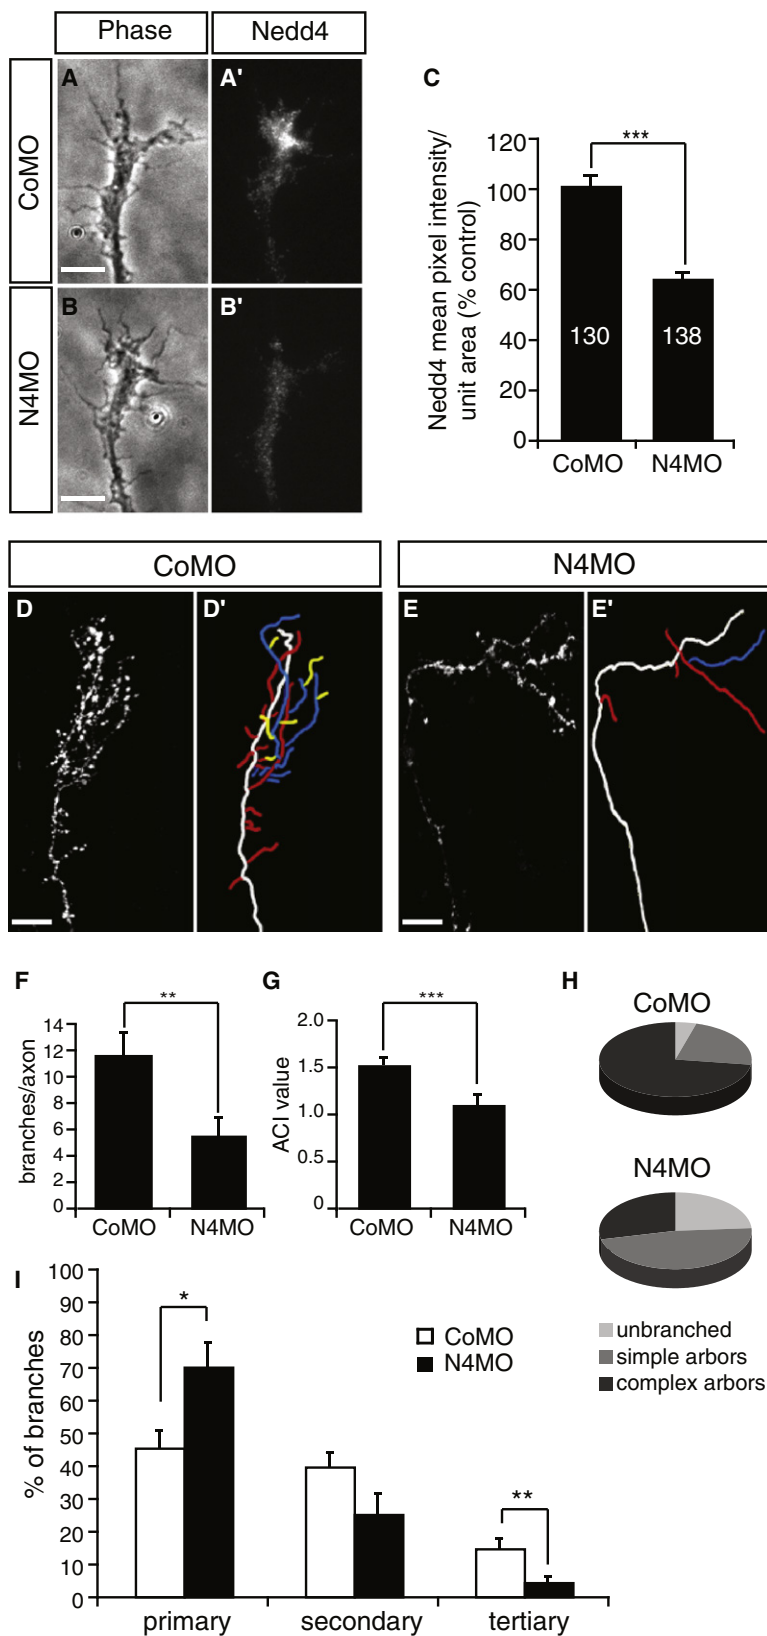 Phase
Nedd4
CoMO
A
A'
N4MO
B
B'
C
Nedd4 mean pixel intensity/
unit area (% control)
120
100
80
60
40
20
0
***
130
138
CoMO
N4MO
CoMO
N4MO
D
D'
E
E'
F
branches/axon
14
12
10
8
6
4
2
0
**
CoMO
N4MO
G
ACI value
2.0
1.5
1.0
0.5
0
***
CoMO
N4MO
H
CoMO
N4MO
unbranched
simple arbors
complex arbors
I
% of branches
100
90
80
70
60
50
40
30
20
10
0
*
**
CoMO
N4MO
primary
secondary
tertiary